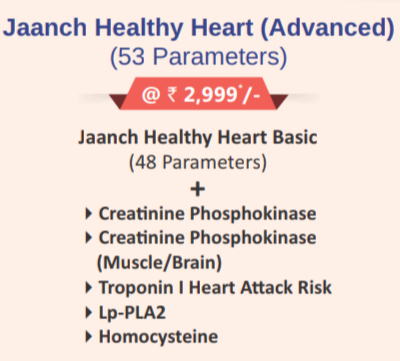 Jaanch Healthy Heart (Advanced)
(53 Parameters)
@ ₹ 2,999*/-
Jaanch Healthy Heart Basic
(48 Parameters)
+
Creatinine Phosphokinase
Creatinine Phosphokinase
(Muscle/Brain)
Troponin I Heart Attack Risk
Lp-PLA2
Homocysteine